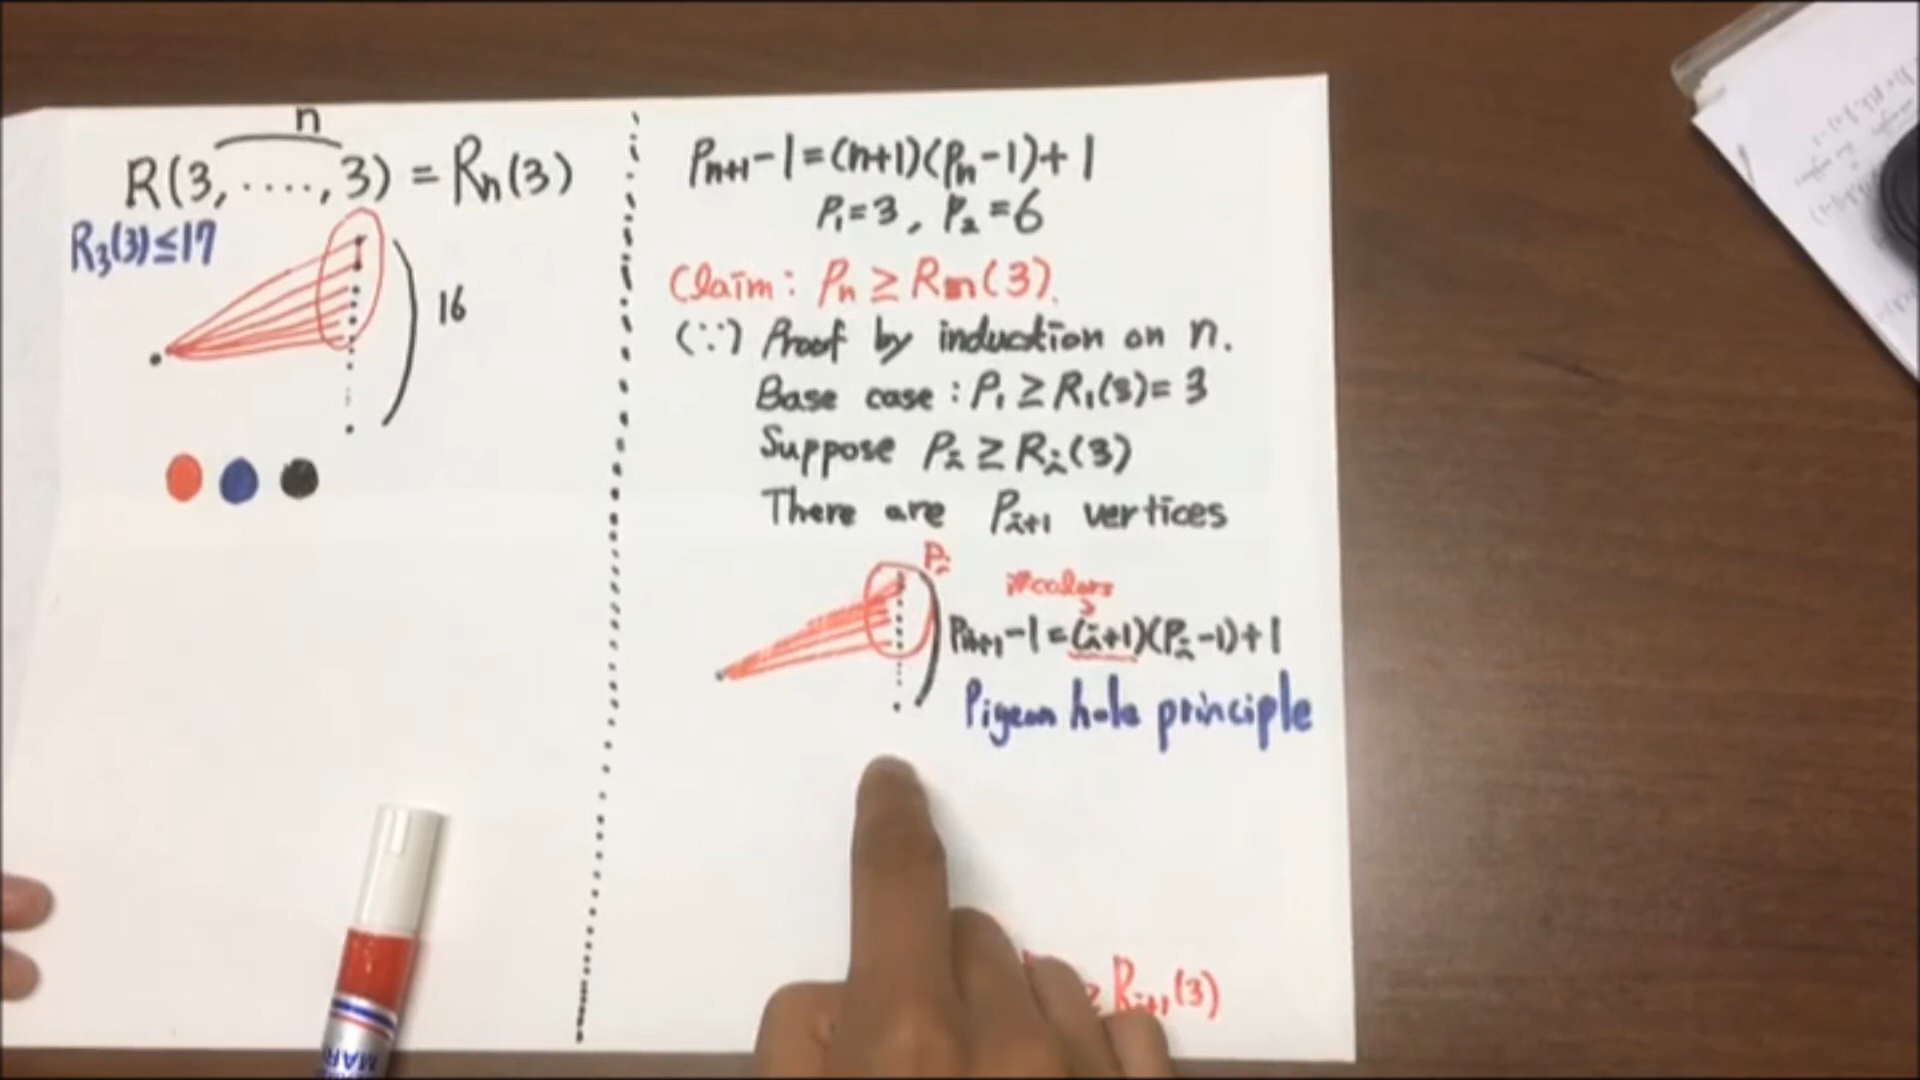 n
R(3, ...., 3) = Rn(3)
R3(3) ≤ 17
16
Pn+1 - 1 = (n+1)(Pn - 1) + 1
P1 = 3, P2 = 6
Claim: Pn ≥ Rn(3).
(∵) Proof by induction on n.
Base case: P1 ≥ R1(3) = 3
Suppose Pi ≥ Ri(3)
There are Pi+1 vertices
Pi
#colors
Pi+1 - 1 = (i+1)(Pi - 1) + 1
Pigeon hole principle
≥ Ri+1(3)
MAR